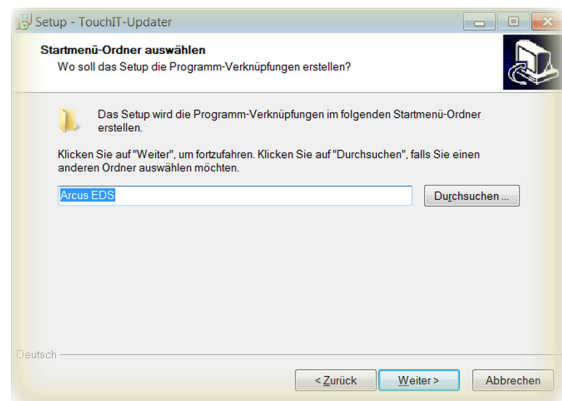 Setup - TouchIT-Updater
Startmenü-Ordner auswählen
Wo soll das Setup die Programm-Verknüpfungen erstellen?
Das Setup wird die Programm-Verknüpfungen im folgenden Startmenü-Ordner
erstellen.
Klicken Sie auf "Weiter", um fortzufahren. Klicken Sie auf "Durchsuchen", falls Sie einen
anderen Ordner auswählen möchten.
Arcus EDS
Durchsuchen ...
Deutsch
< Zurück
Weiter >
Abbrechen